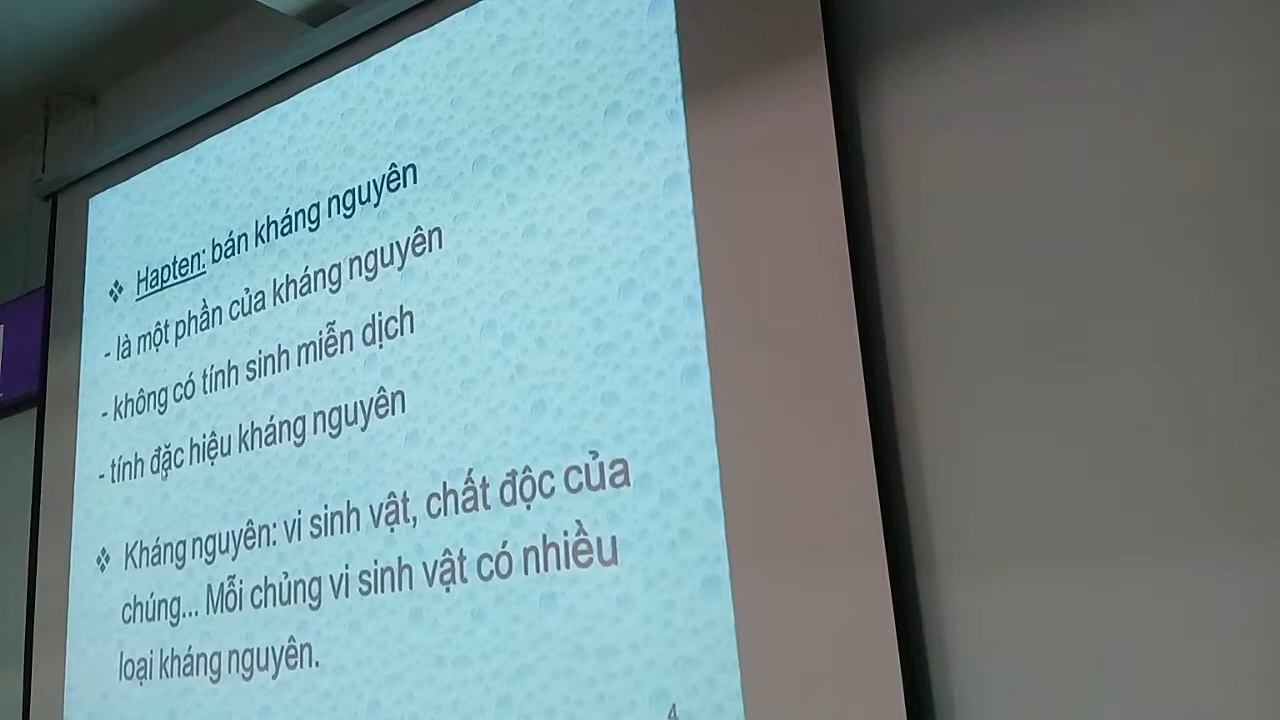 ❖ Hapten: bán kháng nguyên
- là một phần của kháng nguyên
- không có tính sinh miễn dịch
- tính đặc hiệu kháng nguyên
❖ Kháng nguyên: vi sinh vật, chất độc của
chúng... Mỗi chủng vi sinh vật có nhiều
loại kháng nguyên.
4